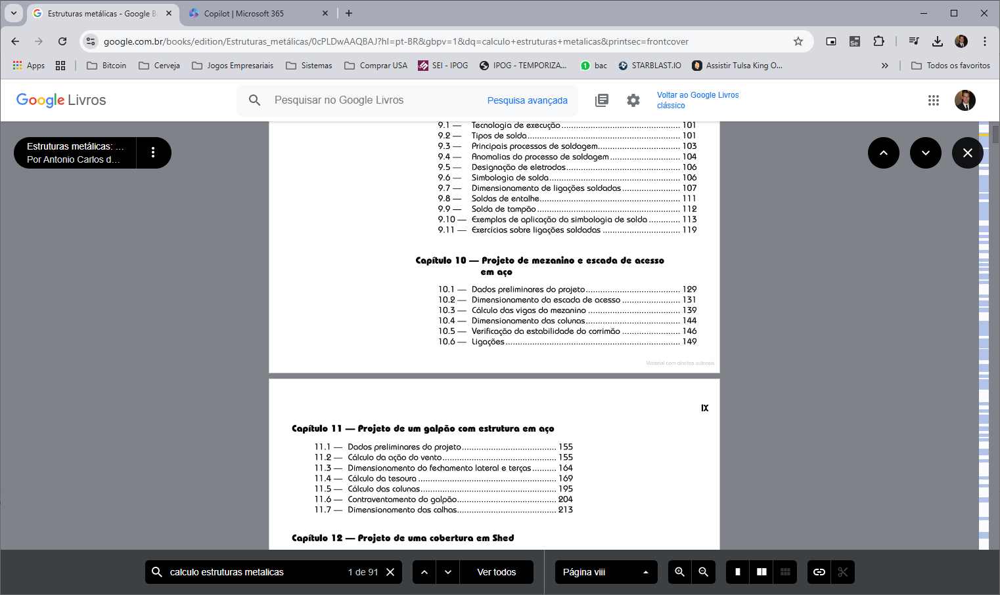 Estruturas metálicas - Google B
Copilot | Microsoft 365
google.com.br/books/edition/Estruturas_metálicas/0cPLDwAAQBAJ?hl=pt-BR&gbpv=1&dq=calculo+estruturas+metalicas&printsec=frontcover
Apps
Bitcoin
Cerveja
Jogos Empresariais
Sistemas
Comprar USA
SEI - IPOG
IPOG - TEMPORIZA...
1
bac
STARBLAST.IO
Assistir Tulsa King O...
Todos os favoritos
Google Livros
Pesquisar no Google Livros
Pesquisa avançada
Voltar ao Google Livros
clássico
Estruturas metálicas: ...
Por Antonio Carlos d...
9.1 — Tecnologia de execução ........ 101
9.2 — Tipos de solda ........ 101
9.3 — Principais processos de soldagem ........ 103
9.4 — Anomalias do processo de soldagem ........ 104
9.5 — Designação de eletrodos ........ 106
9.6 — Simbologia de solda ........ 106
9.7 — Dimensionamento de ligações soldadas ........ 107
9.8 — Soldas de entalhe ........ 111
9.9 — Solda de tampão ........ 112
9.10 — Exemplos de aplicação da simbologia de solda ........ 113
9.11 — Exercícios sobre ligações soldadas ........ 119
Capítulo 10 — Projeto de mezanino e escada de acesso
em aço
10.1 — Dados preliminares do projeto ........ 129
10.2 — Dimensionamento da escada de acesso ........ 131
10.3 — Cálculo das vigas do mezanino ........ 139
10.4 — Dimensionamento das colunas ........ 144
10.5 — Verificação da estabilidade do corrimão ........ 146
10.6 — Ligações ........ 149
Material com direitos autorais
IX
Capítulo 11 — Projeto de um galpão com estrutura em aço
11.1 — Dados preliminares do projeto ........ 155
11.2 — Cálculo da ação do vento ........ 155
11.3 — Dimensionamento do fechamento lateral e terças ........ 164
11.4 — Cálculo da tesoura ........ 169
11.5 — Cálculo das colunas ........ 195
11.6 — Contraventamento do galpão ........ 204
11.7 — Dimensionamento das calhas ........ 213
Capítulo 12 — Projeto de uma cobertura em Shed
calculo estruturas metalicas
1 de 91
Ver todos
Página viii